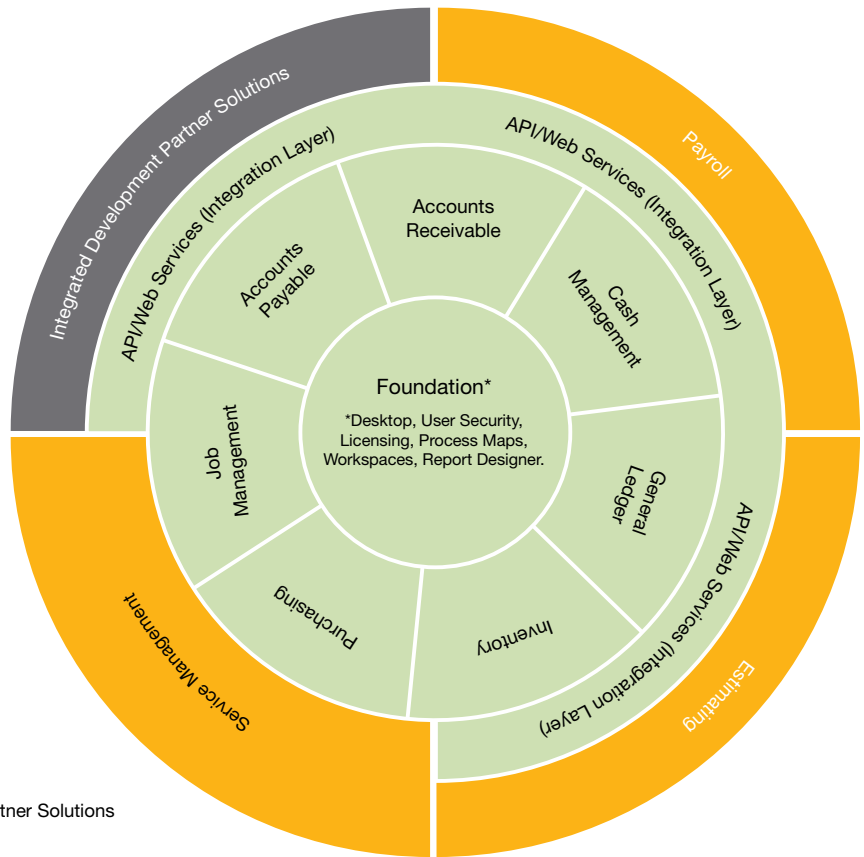 Integrated Development Partner Solutions
API/Web Services (Integration Layer)
API/Web Services (Integration Layer)
Payroll
Accounts
Receivable
Accounts
Payable
Cash
Management
Foundation*
*Desktop, User Security,
Licensing, Process Maps,
Workspaces, Report Designer.
Job
Management
General
Ledger
API/Web Services (Integration Layer)
Purchasing
Inventory
Service Management
Estimating
tner Solutions